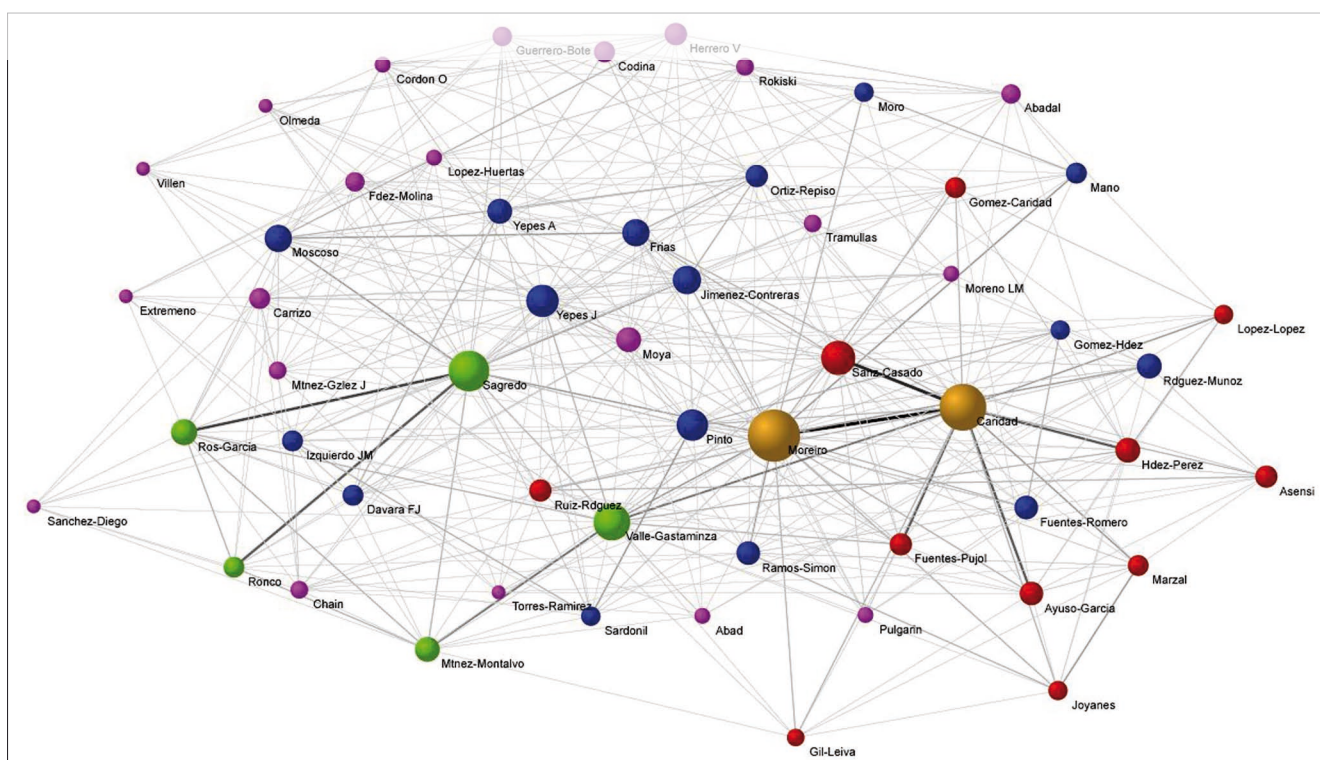 Guerrero-Bote
Herrero V
Codina
Cordon O
Rokiski
Moro
Abadal
Olmeda
Villen
Lopez-Huertas
Fdez-Molina
Ortiz-Repiso
Mano
Gomez-Caridad
Yepes A
Frias
Tramullas
Moscoso
Moreno LM
Jimenez-Contreras
Extremeno
Carrizo
Yepes J
Lopez-Lopez
Gomez-Hdez
Moya
Sanz-Casado
Rdguez-Munoz
Mtnez-Gzlez J
Sagredo
Caridad
Pinto
Moreiro
Ros-Garcia
Izquierdo JM
Hdez-Perez
Asensi
Ruiz-Rdguez
Davara FJ
Sanchez-Diego
Fuentes-Romero
Valle-Gastaminza
Fuentes-Pujol
Ramos-Simon
Ronco
Marzal
Chain
Torres-Ramirez
Ayuso-Garcia
Sardonil
Abad
Pulgarin
Mtnez-Montalvo
Joyanes
Gil-Leiva